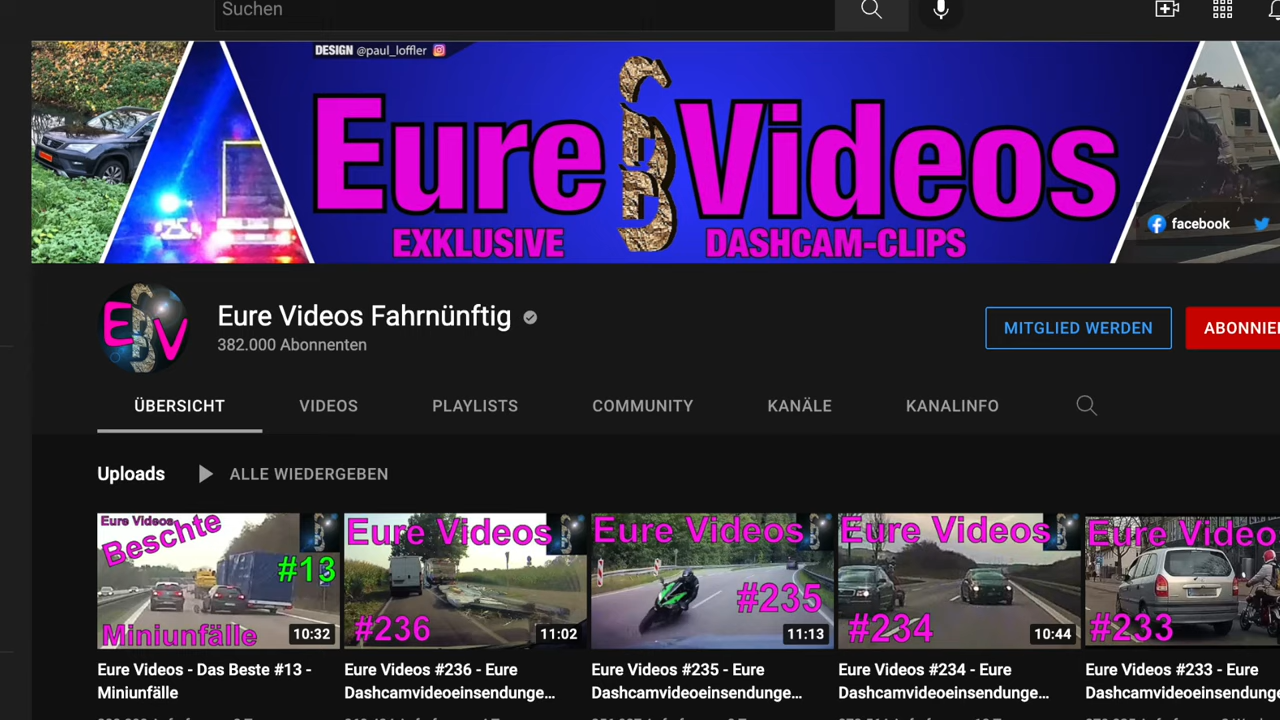 Suchen
DESIGN @paul_loffler
Eure Videos
EXKLUSIVE DASHCAM-CLIPS
facebook
E V
Eure Videos Fahrnünftig
382.000 Abonnenten
MITGLIED WERDEN
ABONNIE
ÜBERSICHT
VIDEOS
PLAYLISTS
COMMUNITY
KANÄLE
KANALINFO
Uploads
ALLE WIEDERGEBEN
Eure Videos
Beschte
#13
Miniunfälle
10:32
Eure Videos
#236
11:02
Eure Videos
#235
11:13
Eure Videos
#234
10:44
Eure Video
#233
Eure Videos - Das Beste #13 -
Miniunfälle
Eure Videos #236 - Eure
Dashcamvideoeinsendunge...
Eure Videos #235 - Eure
Dashcamvideoeinsendunge...
Eure Videos #234 - Eure
Dashcamvideoeinsendunge...
Eure Videos #233 - Eure
Dashcamvideoeinsendung